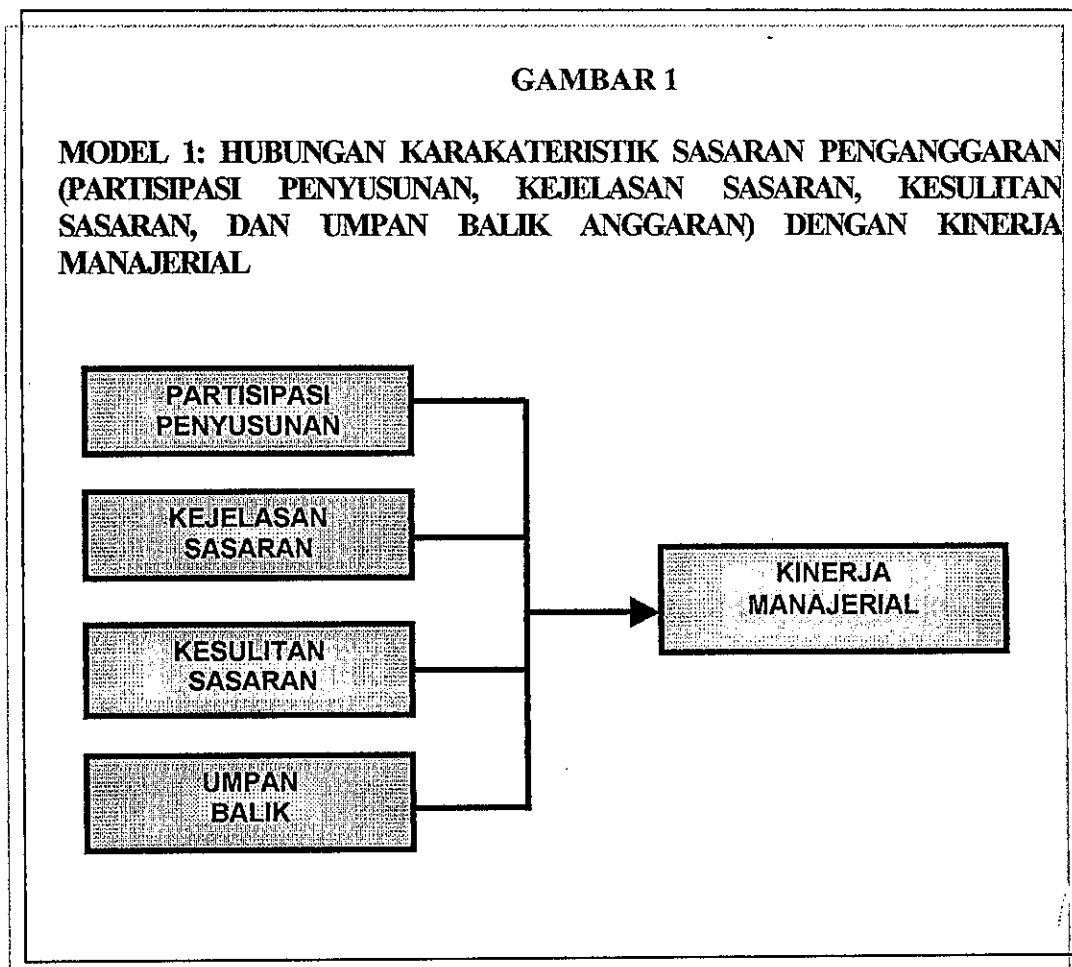 GAMBAR 1
MODEL 1: HUBUNGAN KARAKATERISTIK SASARAN PENGANGGARAN
(PARTISIPASI PENYUSUNAN, KEJELASAN SASARAN, KESULITAN
SASARAN, DAN UMPAN BALIK ANGGARAN) DENGAN KINERJA
MANAJERIAL
PARTISIPASI
PENYUSUNAN
KEJELASAN
SASARAN
KESULITAN
SASARAN
UMPAN
BALIK
KINERJA
MANAJERIAL